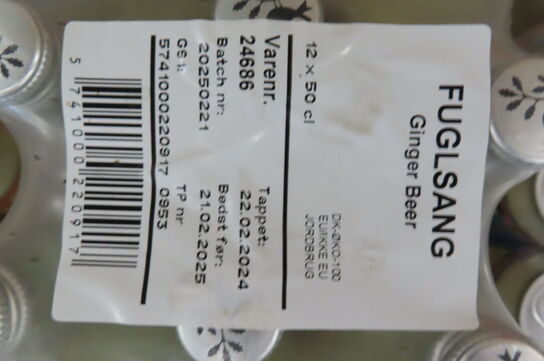 FUGLSANG
Ginger Beer
DK-ØKO-100
EU/IKKE EU
JORDBRUG
12 x 50 cl
Varenr.
24686
Tappet:
22.02.2024
Batch nr:
20250221
Bedst før:
21.02.2025
GS 1:
5741000220917 0953
TP nr
5 741000 220917